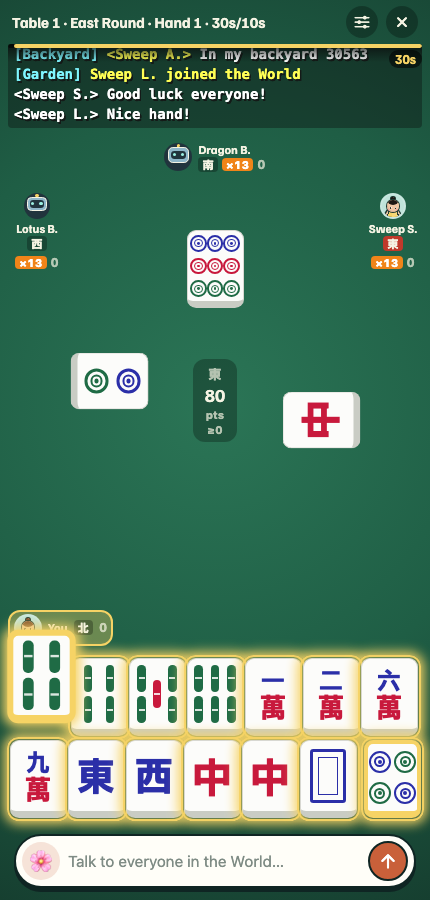 Table 1 · East Round · Hand 1 · 30s/10s
[Backyard] <Sweep A.> In my backyard 30563
30s
[Garden] Sweep L. joined the World
<Sweep S.> Good luck everyone!
<Sweep L.> Nice hand!
Dragon B.
南 ×13 0
Lotus B.
西
×13 0
Sweep S.
東
×13 0
東
80
pts
≥0
中
You 北 0
一萬 二萬 六萬
九萬 東 西 中 中
Talk to everyone in the World...